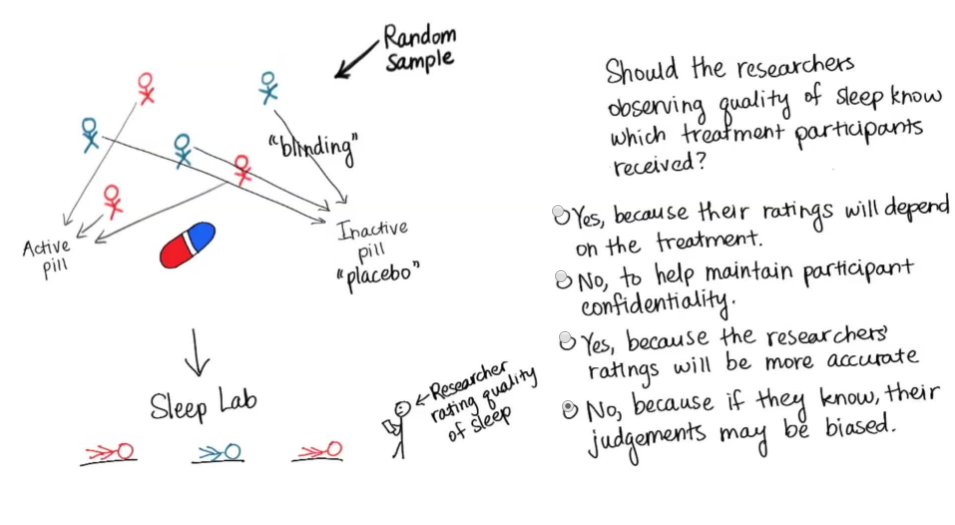 Random
Sample
"blinding"
Active
pill
Inactive
pill
"placebo"
Sleep Lab
Researcher
rating quality
of sleep
Should the researchers
observing quality of sleep know
which treatment participants
received?
Yes, because their ratings will depend
on the treatment.
No, to help maintain participant
confidentiality.
Yes, because the researchers'
ratings will be more accurate
No, because if they know, their
judgements may be biased.